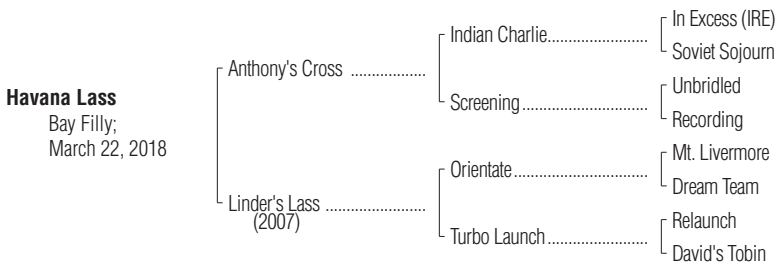 Havana Lass
Bay Filly;
March 22, 2018
Anthony's Cross ..................
Linder's Lass ........................
(2007)
Indian Charlie........................
Screening..............................
Orientate................................
Turbo Launch........................
In Excess (IRE)
Soviet Sojourn
Unbridled
Recording
Mt. Livermore
Dream Team
Relaunch
David's Tobin